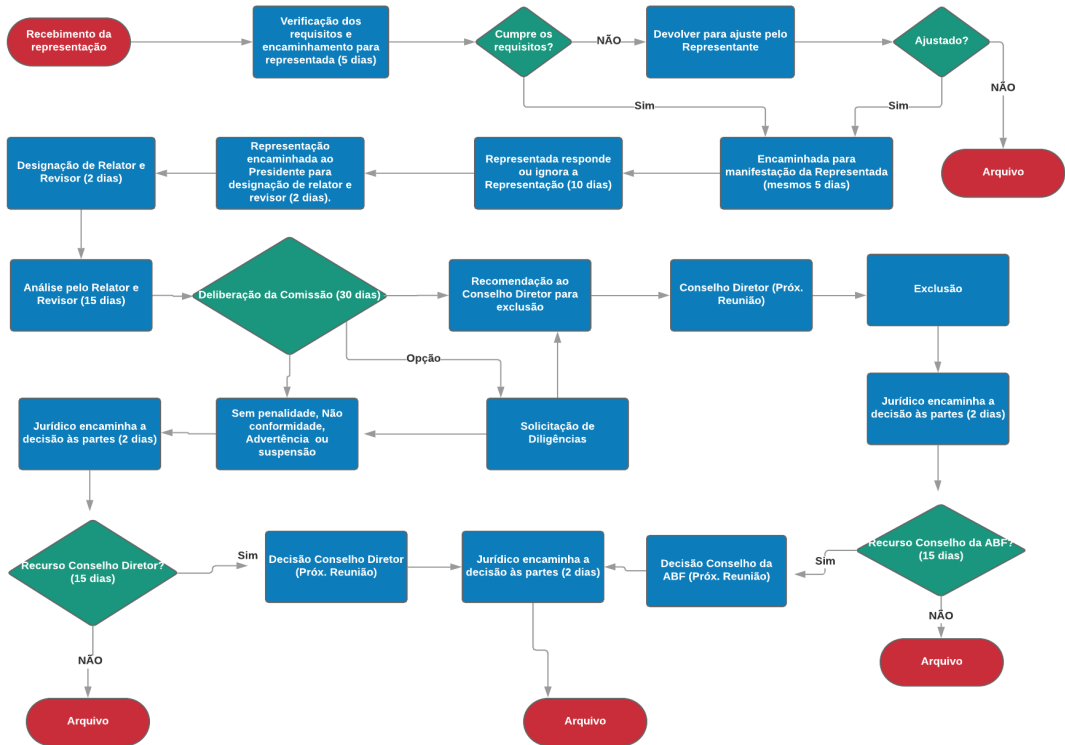 Recebimento da
representação
Verificação dos
requisitos e
encaminhamento para
representada (5 dias)
Cumpre os
requisitos?
NÃO
Devolver para ajuste pelo
Representante
Ajustado?
NÃO
Sim
Sim
Arquivo
Encaminhada para
manifestação da Representada
(mesmos 5 dias)
Representada responde
ou ignora a
Representação (10 dias)
Representação
encaminhada ao
Presidente para
designação de relator e
revisor (2 dias).
Designação de Relator e
Revisor (2 dias)
Análise pelo Relator e
Revisor (15 dias)
Deliberação da Comissão (30 dias)
Opção
Recomendação ao
Conselho Diretor para
exclusão
Conselho Diretor (Próx.
Reunião)
Exclusão
Jurídico encaminha a
decisão às partes (2 dias)
Solicitação de
Diligências
Sem penalidade, Não
conformidade,
Advertência ou
suspensão
Jurídico encaminha a
decisão às partes (2 dias)
Recurso Conselho Diretor?
(15 dias)
Sim
Decisão Conselho Diretor
(Próx. Reunião)
Jurídico encaminha a
decisão às partes (2 dias)
Decisão Conselho da
ABF (Próx. Reunião)
Sim
Recurso Conselho da ABF?
(15 dias)
NÃO
Arquivo
NÃO
Arquivo
Arquivo